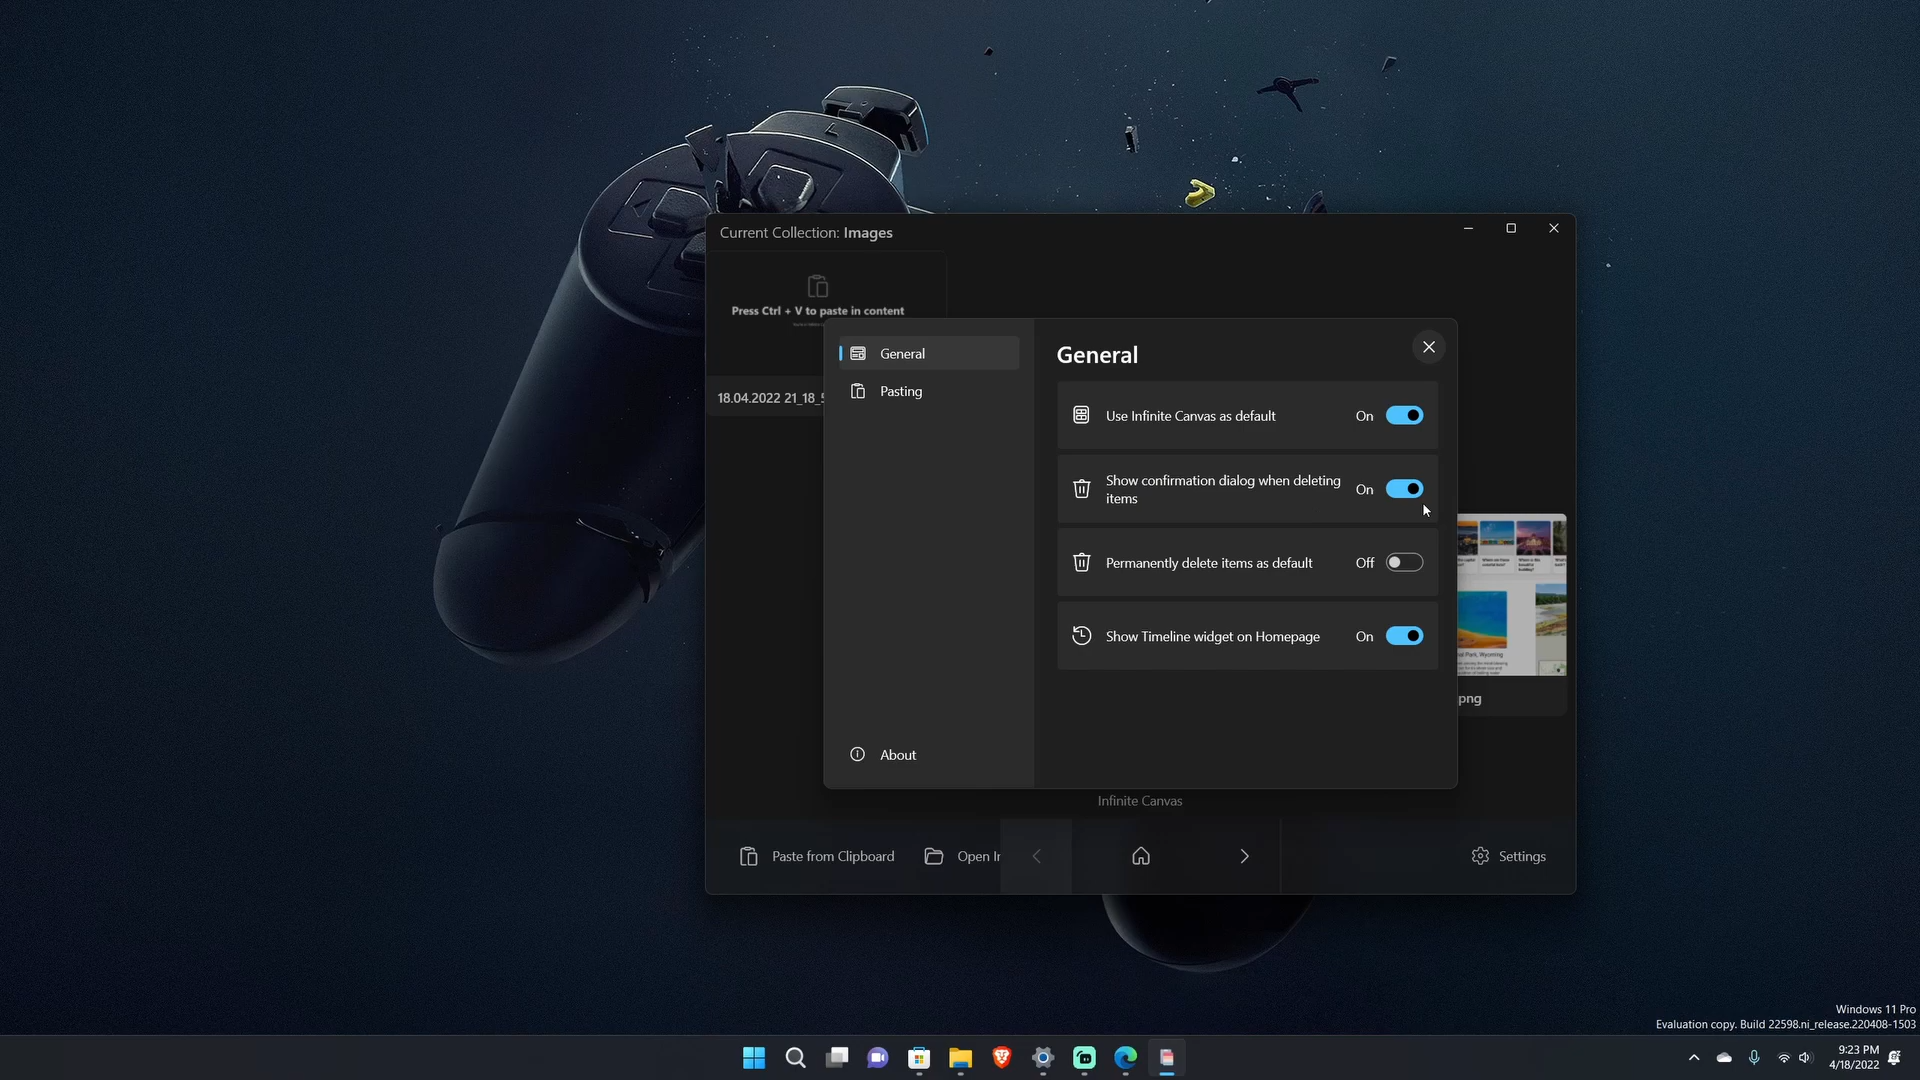 Current Collection: Images
Press Ctrl + V to paste in content
18.04.2022 21_18_5
General
Pasting
About
General
Use Infinite Canvas as default
On
Show confirmation dialog when deleting
items
On
Permanently delete items as default
Off
Show Timeline widget on Homepage
On
png
Infinite Canvas
Paste from Clipboard
Open In
Settings
Windows 11 Pro
Evaluation copy. Build 22598.ni_release.220408-1503
9:23 PM
4/18/2022